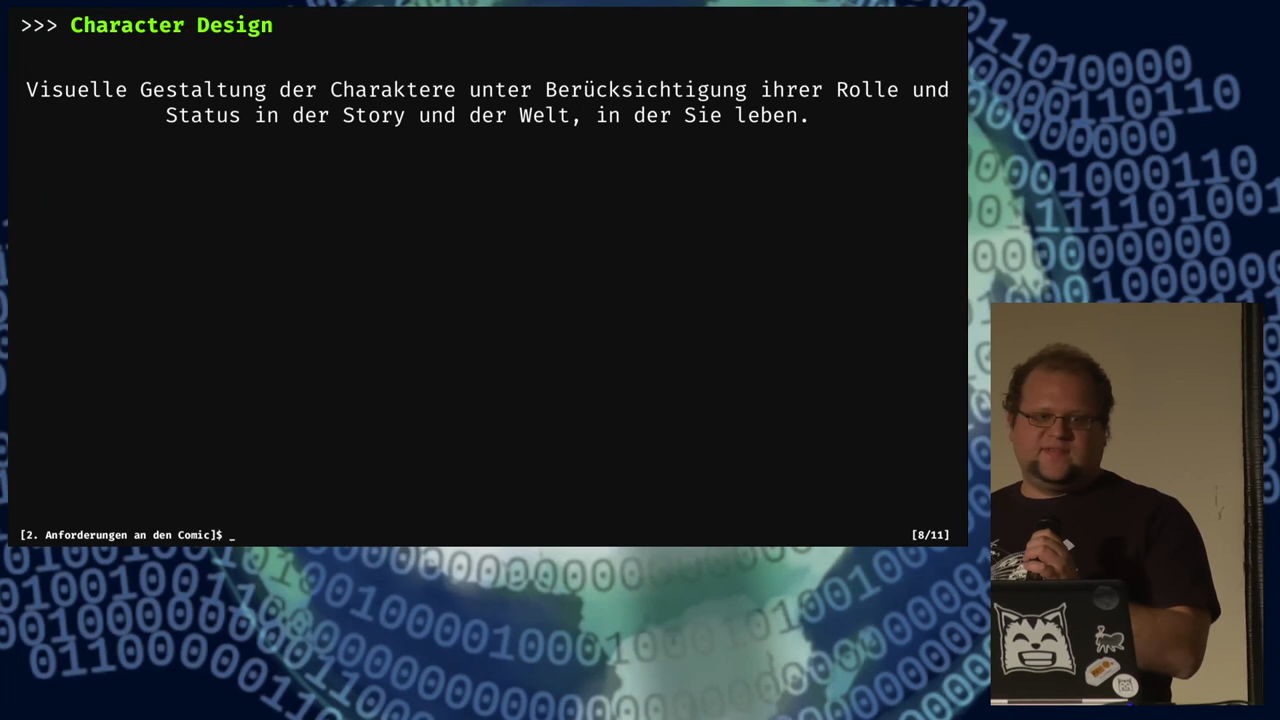 >>> Character Design
Visuelle Gestaltung der Charaktere unter Berücksichtigung ihrer Rolle und
Status in der Story und der Welt, in der Sie leben.
[2. Anforderungen an den Comic]$ _
[8/11]